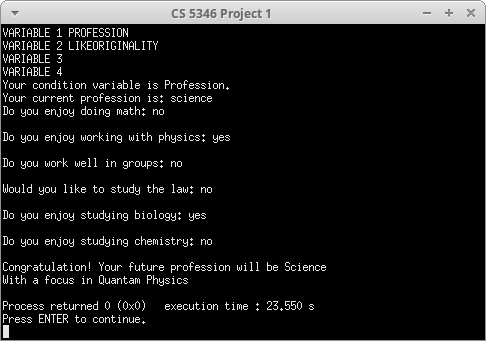 CS 5346 Project 1
VARIABLE 1 PROFESSION
VARIABLE 2 LIKEORIGINALITY
VARIABLE 3
VARIABLE 4
Your condition variable is Profession.
Your current profession is: science
Do you enjoy doing math: no
Do you enjoy working with physics: yes
Do you work well in groups: no
Would you like to study the law: no
Do you enjoy studying biology: yes
Do you enjoy studying chemistry: no
Congratulation! Your future profession will be Science
With a focus in Quantam Physics
Process returned 0 (0x0)   execution time : 23.550 s
Press ENTER to continue.